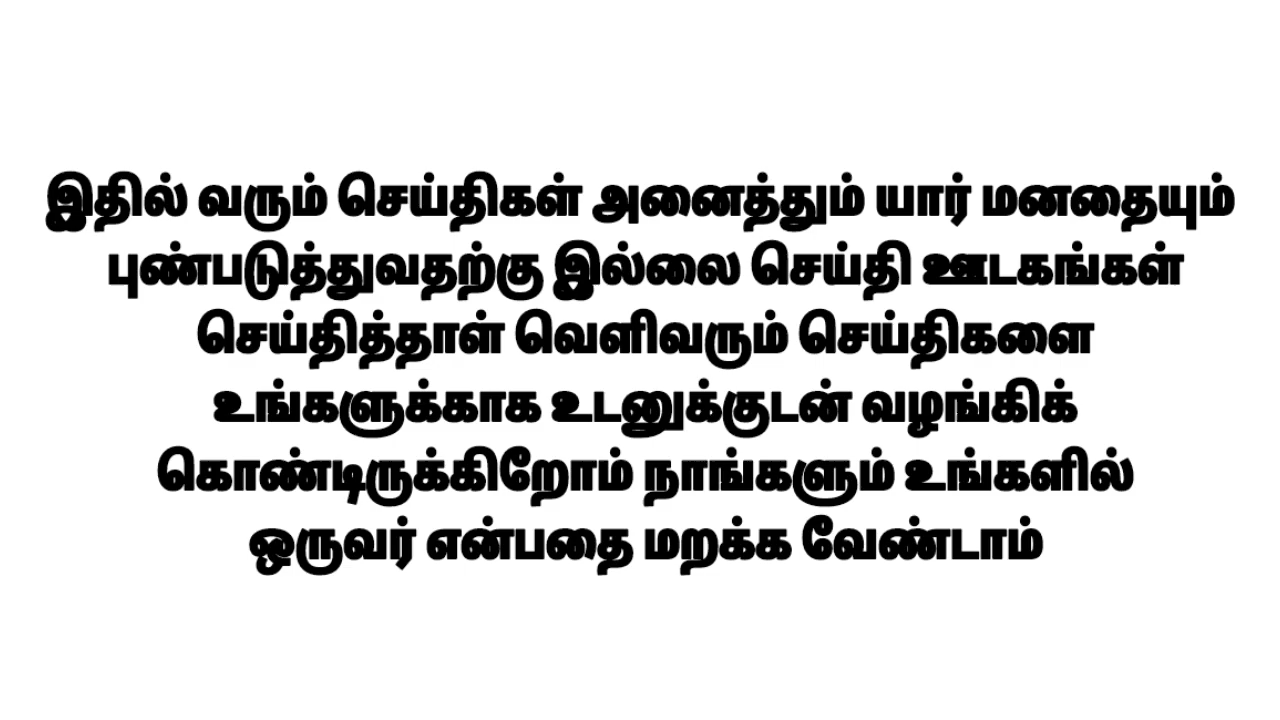 இதில் வரும் செய்திகள் அனைத்தும் யார் மனதையும்
புண்படுத்துவதற்கு இல்லை செய்தி ஊடகங்கள்
செய்தித்தாள் வெளிவரும் செய்திகளை
உங்களுக்காக உடனுக்குடன் வழங்கிக்
கொண்டிருக்கிறோம் நாங்களும் உங்களில்
ஒருவர் என்பதை மறக்க வேண்டாம்